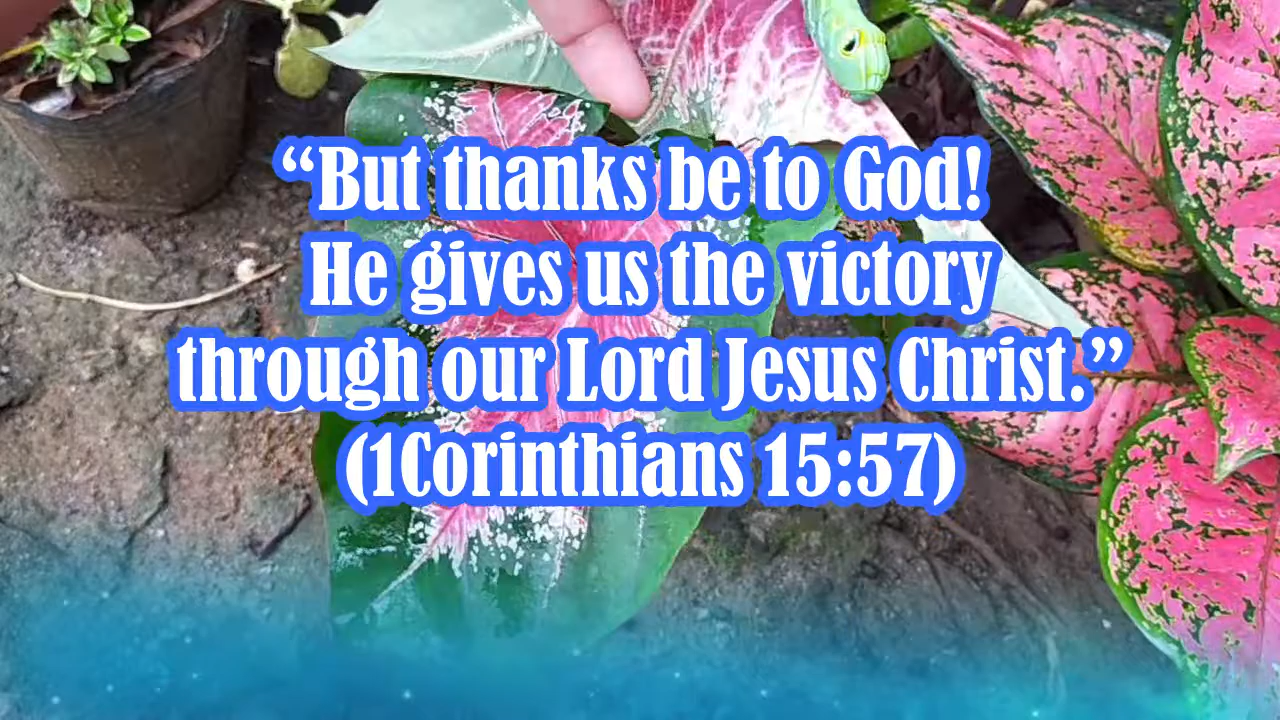 “But thanks be to God!
He gives us the victory
through our Lord Jesus Christ.”
(1Corinthians 15:57)